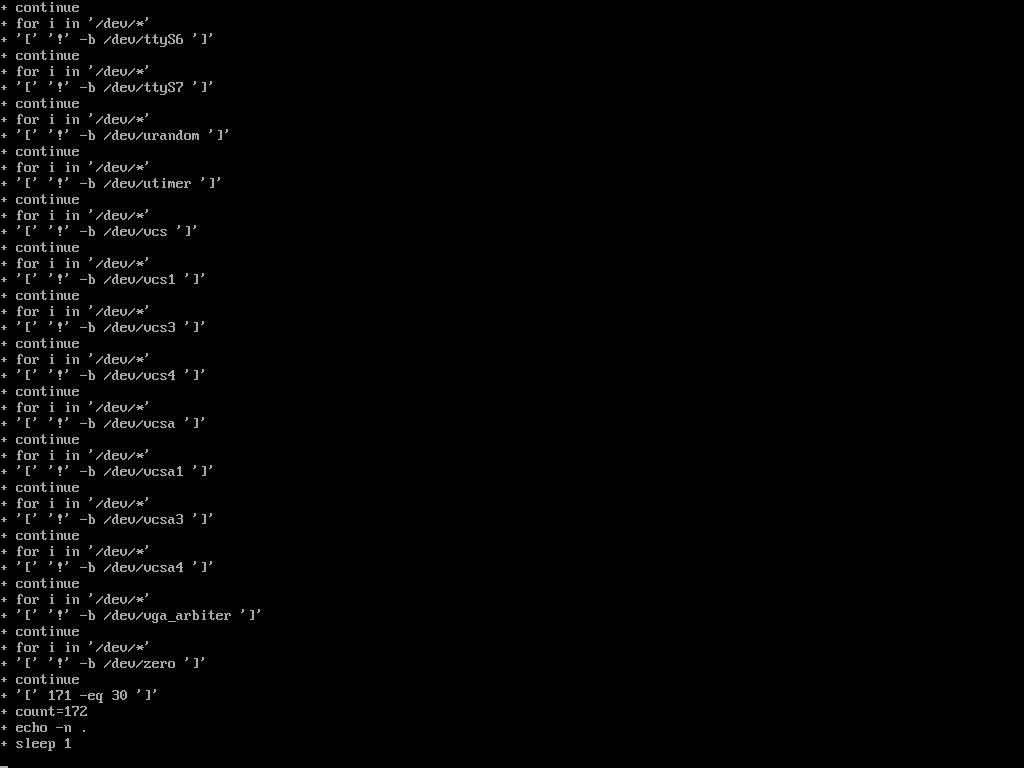 + continue
+ for i in '/dev/*'
+ '[' '!' -b /dev/ttyS6 ']'
+ continue
+ for i in '/dev/*'
+ '[' '!' -b /dev/ttyS7 ']'
+ continue
+ for i in '/dev/*'
+ '[' '!' -b /dev/urandom ']'
+ continue
+ for i in '/dev/*'
+ '[' '!' -b /dev/utimer ']'
+ continue
+ for i in '/dev/*'
+ '[' '!' -b /dev/vcs ']'
+ continue
+ for i in '/dev/*'
+ '[' '!' -b /dev/vcs1 ']'
+ continue
+ for i in '/dev/*'
+ '[' '!' -b /dev/vcs3 ']'
+ continue
+ for i in '/dev/*'
+ '[' '!' -b /dev/vcs4 ']'
+ continue
+ for i in '/dev/*'
+ '[' '!' -b /dev/vcsa ']'
+ continue
+ for i in '/dev/*'
+ '[' '!' -b /dev/vcsa1 ']'
+ continue
+ for i in '/dev/*'
+ '[' '!' -b /dev/vcsa3 ']'
+ continue
+ for i in '/dev/*'
+ '[' '!' -b /dev/vcsa4 ']'
+ continue
+ for i in '/dev/*'
+ '[' '!' -b /dev/vga_arbiter ']'
+ continue
+ for i in '/dev/*'
+ '[' '!' -b /dev/zero ']'
+ continue
+ '[' 171 -eq 30 ']'
+ count=172
+ echo -n .
+ sleep 1